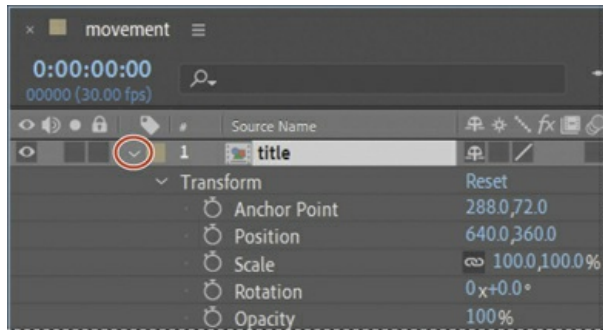 movement
0:00:00:00
00000 (30.00 fps)
# Source Name fx
1 title
Transform Reset
Anchor Point 288.0,72.0
Position 640.0,360.0
Scale 100.0,100.0%
Rotation 0x+0.0°
Opacity 100%